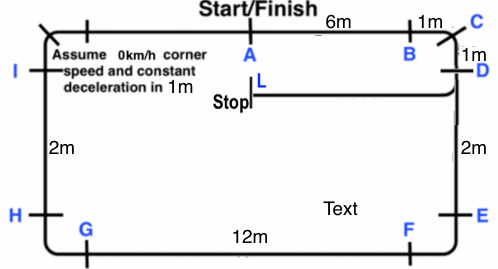 Start/Finish
6m
1m
C
A
B
Assume 0km/h corner
speed and constant
deceleration in 1m
1m
I
D
L
Stop
2m
2m
Text
H
E
G
12m
F